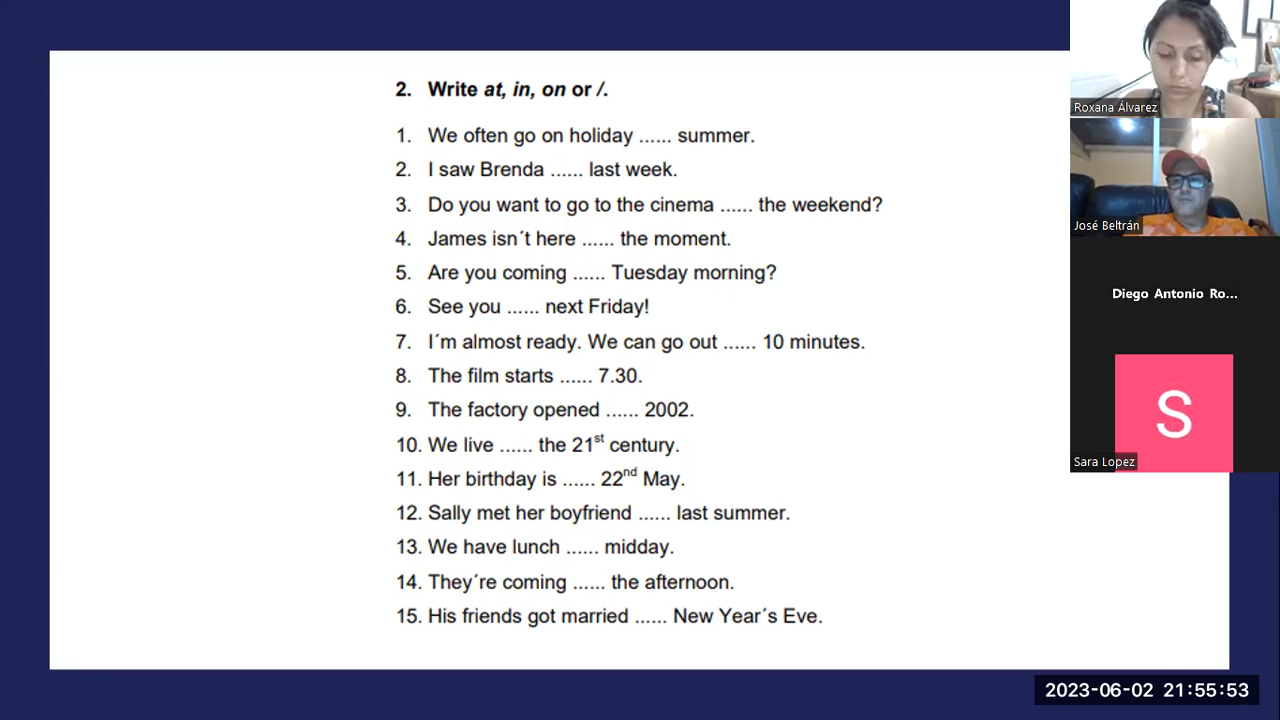 2. Write at, in, on or /.
1. We often go on holiday ...... summer.
2. I saw Brenda ...... last week.
3. Do you want to go to the cinema ...... the weekend?
4. James isn´t here ...... the moment.
5. Are you coming ...... Tuesday morning?
6. See you ...... next Friday!
7. I´m almost ready. We can go out ...... 10 minutes.
8. The film starts ...... 7.30.
9. The factory opened ...... 2002.
10. We live ...... the 21st century.
11. Her birthday is ...... 22nd May.
12. Sally met her boyfriend ...... last summer.
13. We have lunch ...... midday.
14. They´re coming ...... the afternoon.
15. His friends got married ...... New Year´s Eve.
Roxana Álvarez
José Beltrán
Diego Antonio Ro...
S
Sara Lopez
2023-06-02 21:55:53